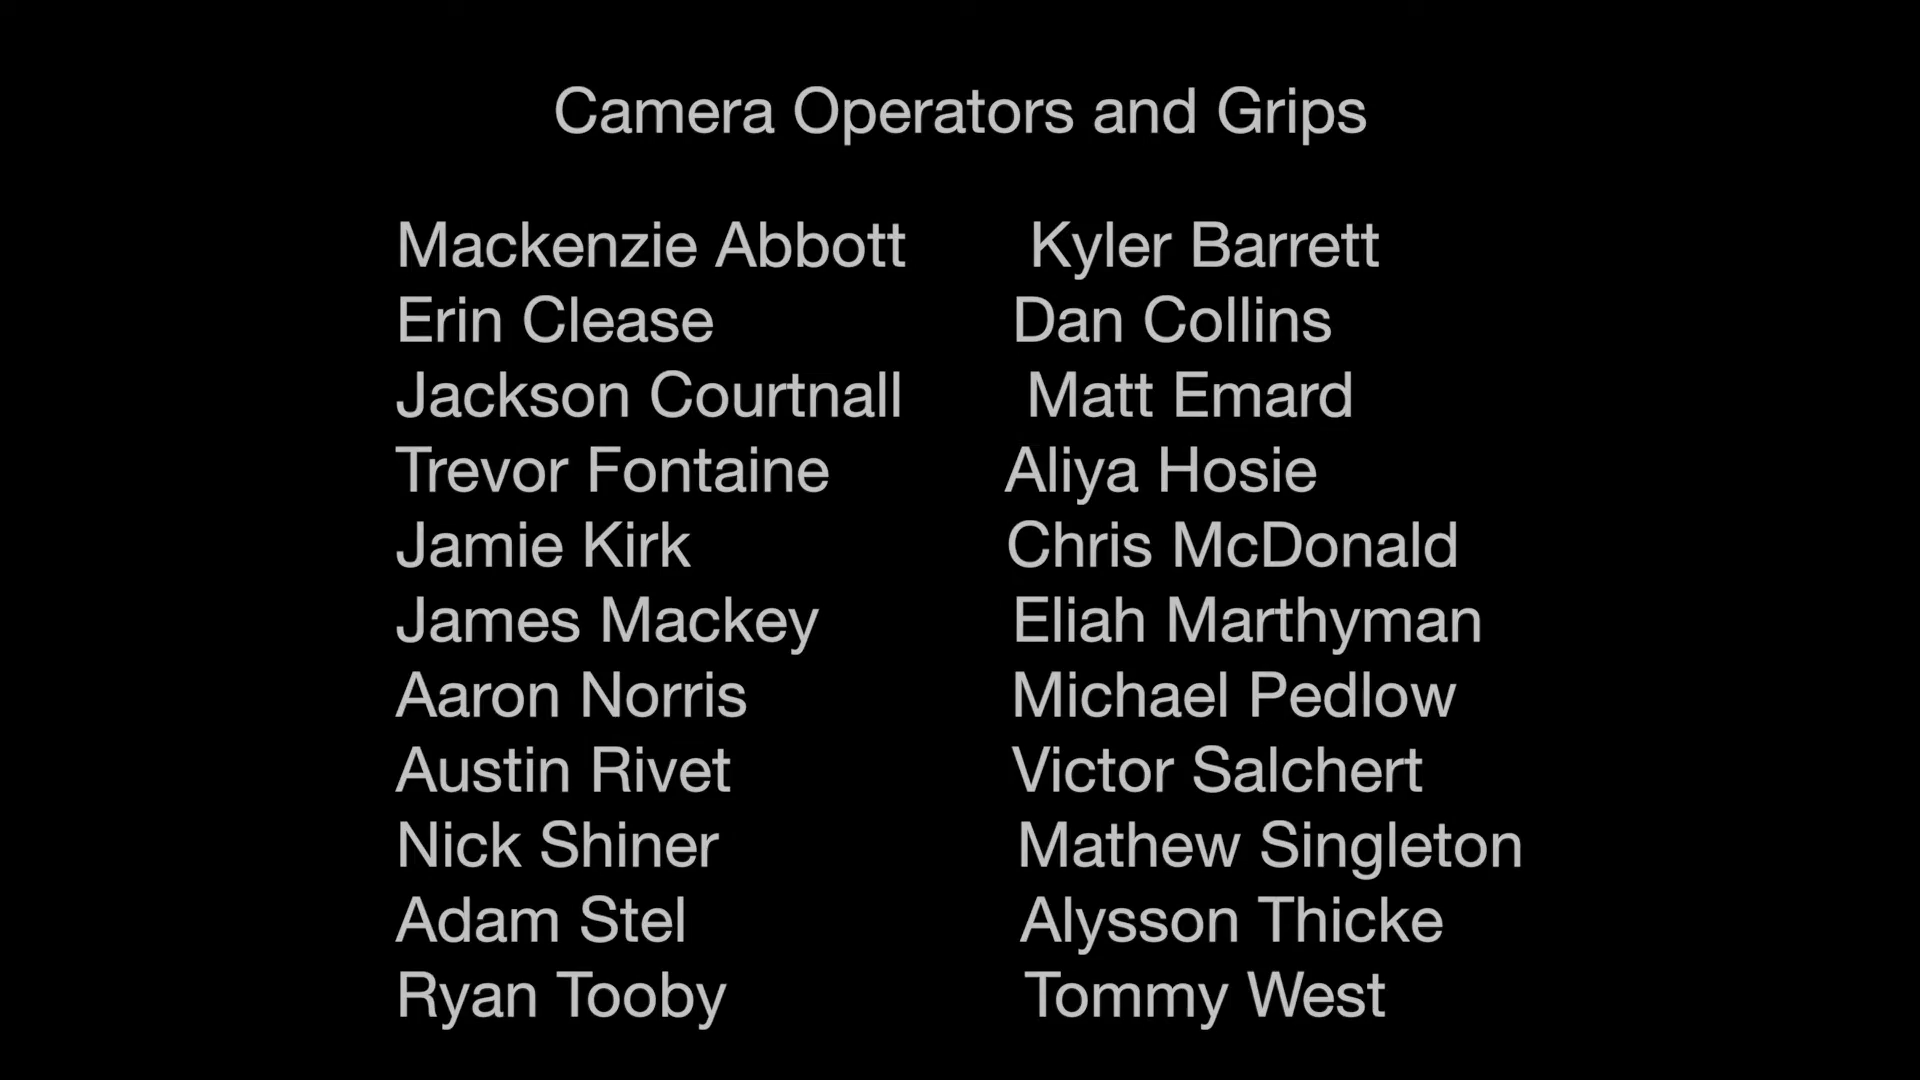 Camera Operators and Grips
Mackenzie Abbott Kyler Barrett
Erin Clease Dan Collins
Jackson Courtnall Matt Emard
Trevor Fontaine Aliya Hosie
Jamie Kirk Chris McDonald
James Mackey Eliah Marthyman
Aaron Norris Michael Pedlow
Austin Rivet Victor Salchert
Nick Shiner Mathew Singleton
Adam Stel Alysson Thicke
Ryan Tooby Tommy West